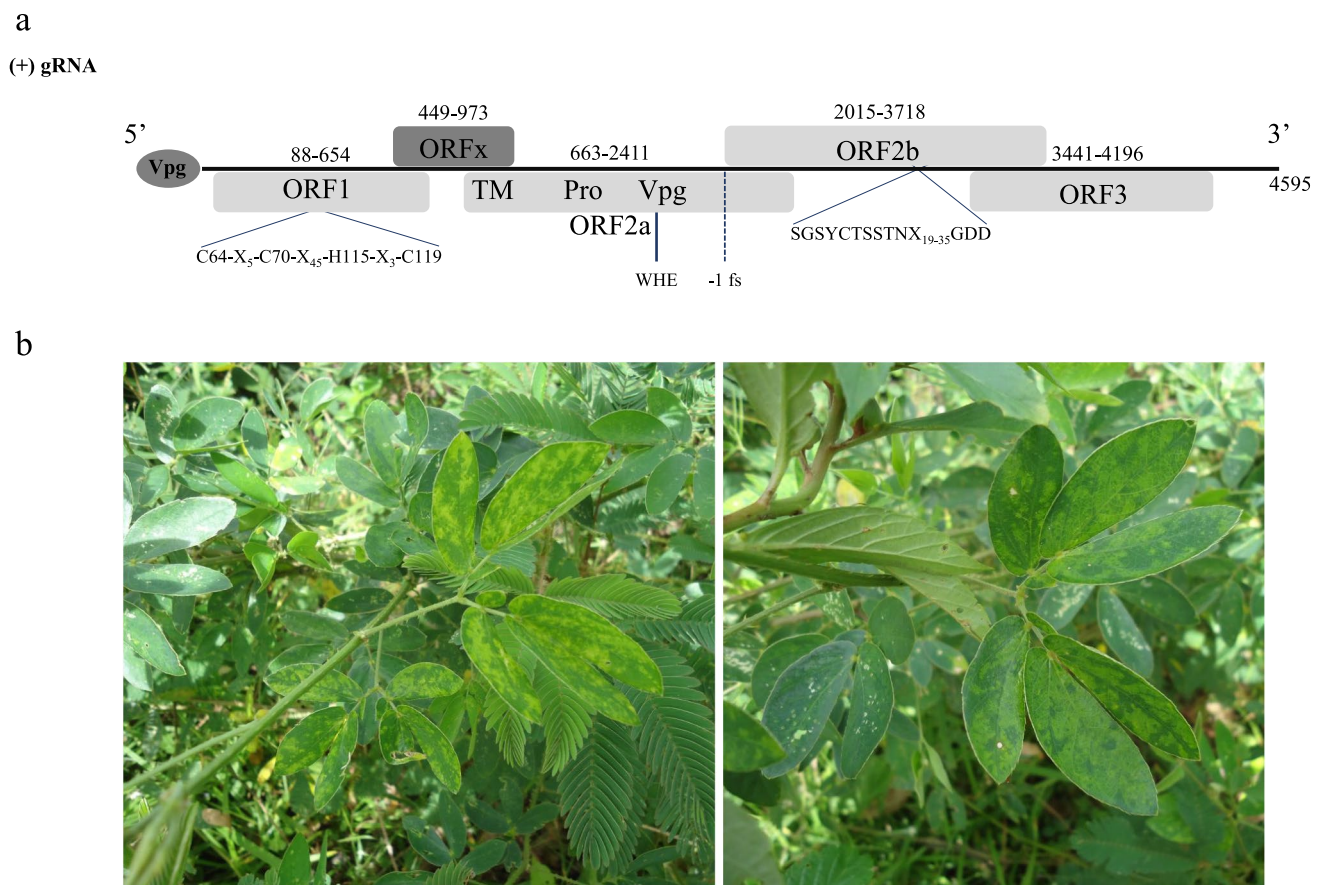 a
(+) gRNA
449-973
2015-3718
5’
3’
88-654
663-2411
3441-4196
Vpg
ORFx
ORF2b
ORF1
TM Pro Vpg
ORF3
4595
ORF2a
C64-X5-C70-X45-H115-X3-C119
SGSYCTSSTNX19-35GDD
WHE
-1 fs
b